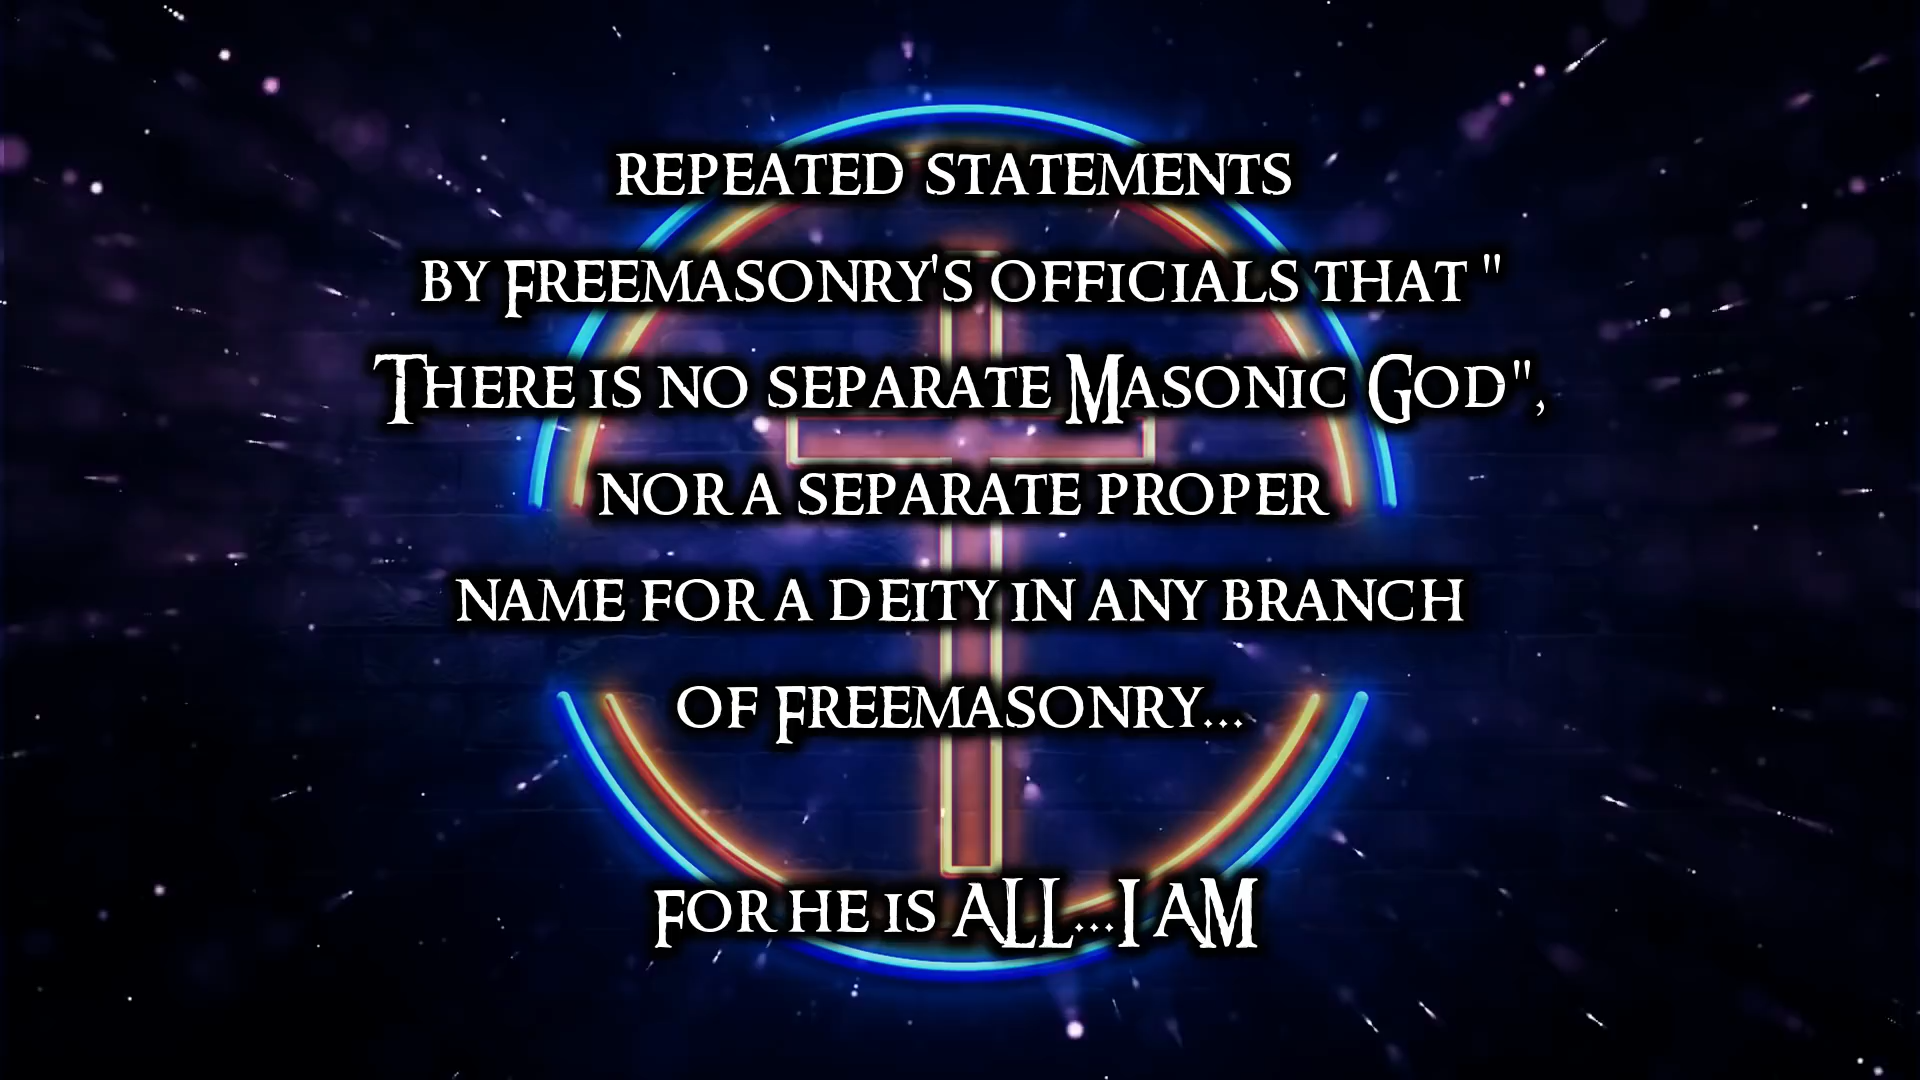 repeated statements
by Freemasonry's officials that "
There is no separate Masonic God",
nor a separate proper
name for a deity in any branch
of Freemasonry...
For he is ALL...I AM